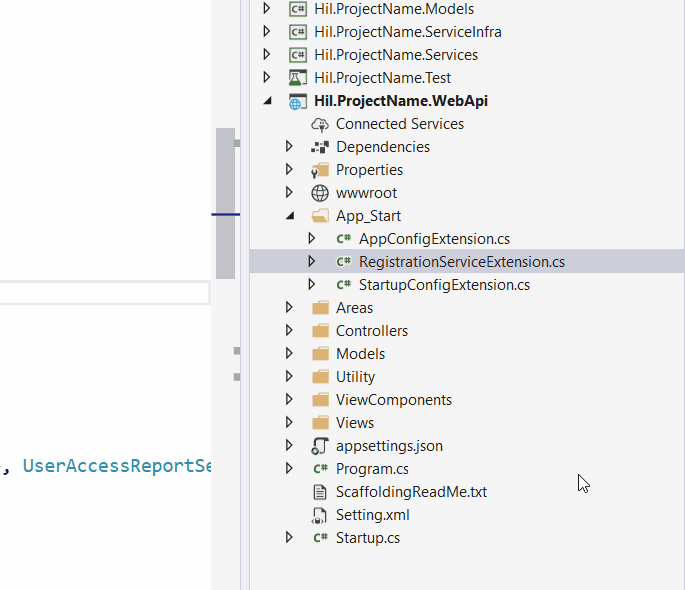 Hil.ProjectName.Models
Hil.ProjectName.ServiceInfra
Hil.ProjectName.Services
Hil.ProjectName.Test
Hil.ProjectName.WebApi
Connected Services
Dependencies
Properties
wwwroot
App_Start
C# AppConfigExtension.cs
C# RegistrationServiceExtension.cs
C# StartupConfigExtension.cs
Areas
Controllers
Models
Utility
ViewComponents
Views
appsettings.json
, UserAccessReportSe
C# Program.cs
ScaffoldingReadMe.txt
Setting.xml
C# Startup.cs